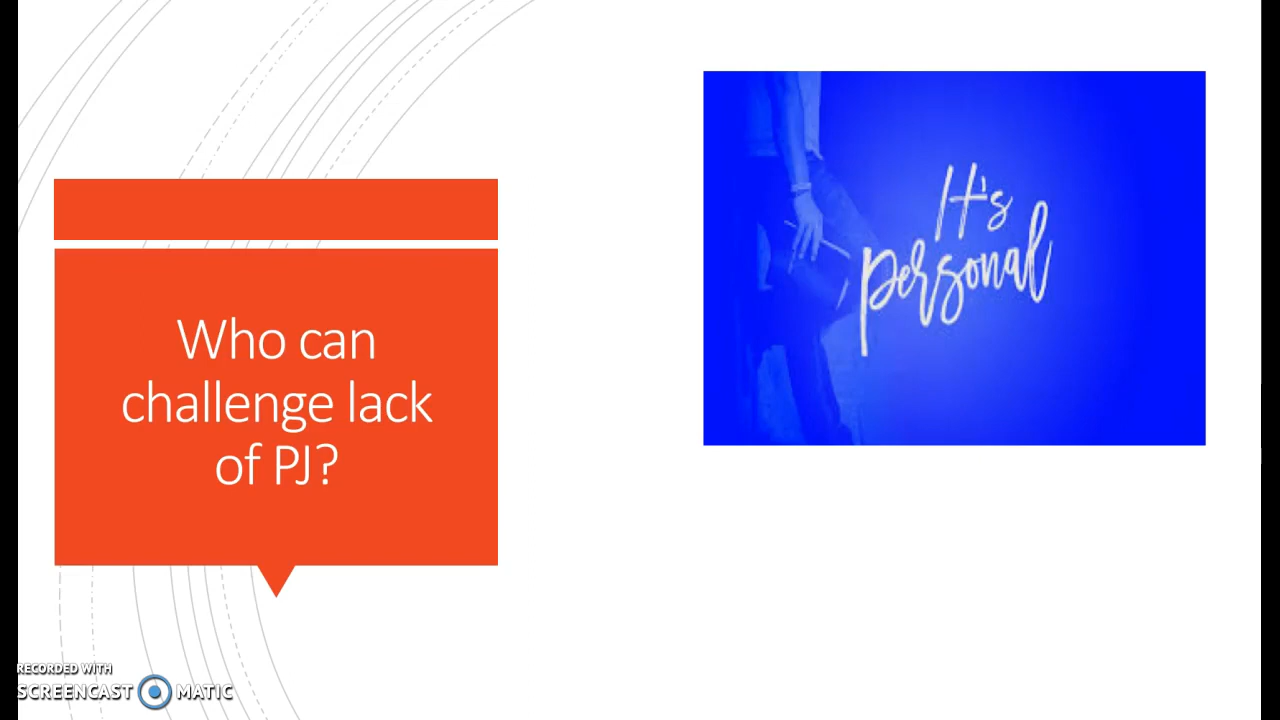 Who can
challenge lack
of PJ?
It's
personal
RECORDED WITH
SCREENCAST MATIC